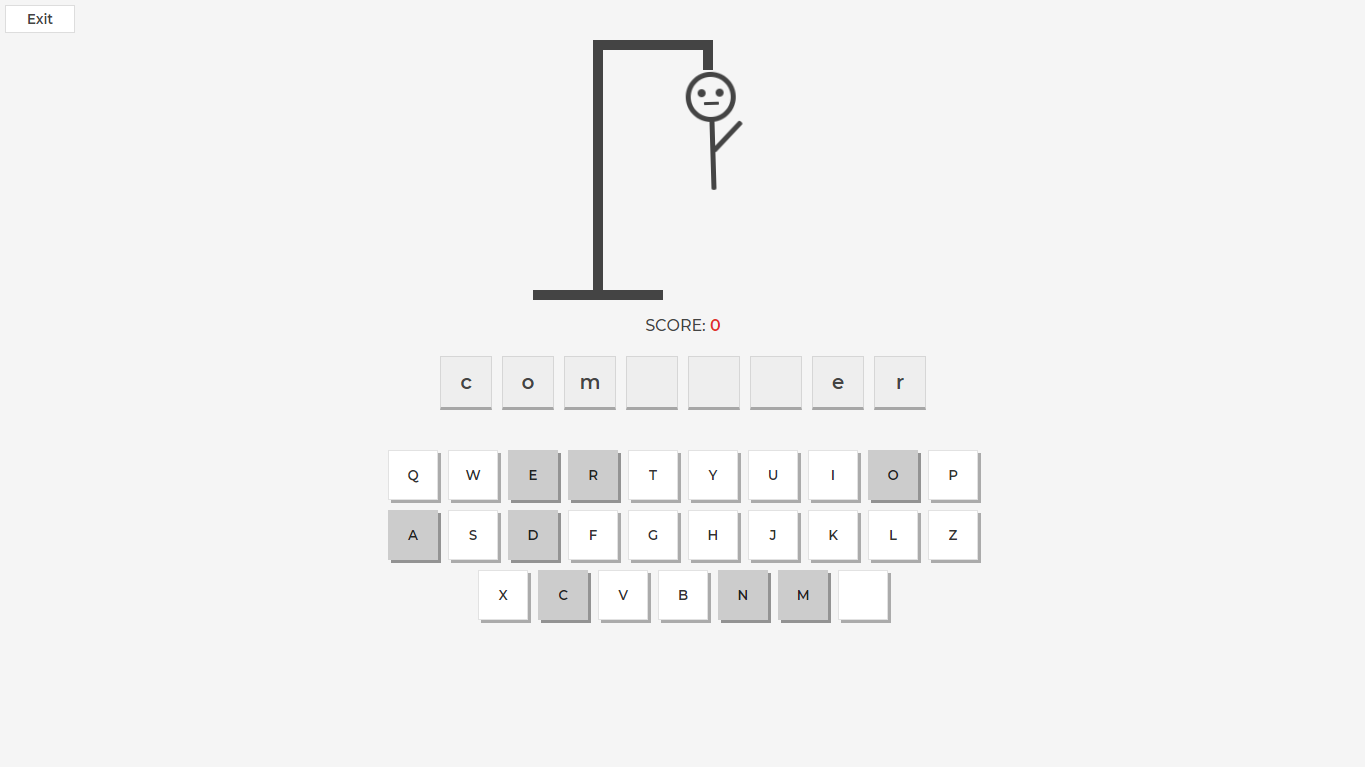 Exit
SCORE: 0
c o m e r
Q W E R T Y U I O P
A S D F G H J K L Z
X C V B N M